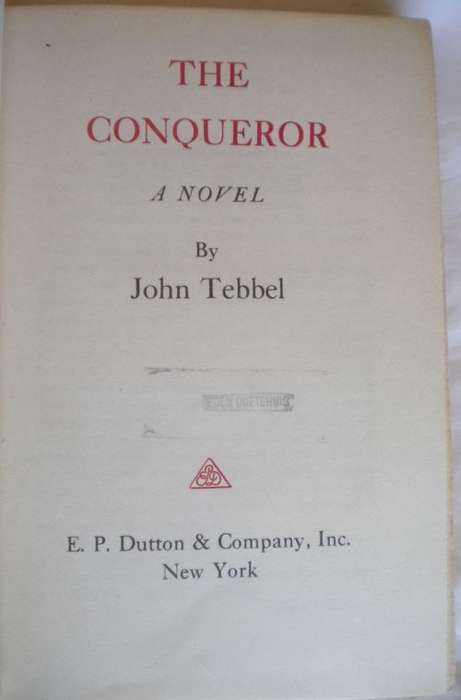 THE
CONQUEROR
A NOVEL
By
John Tebbel
E. P. Dutton & Company, Inc.
New York